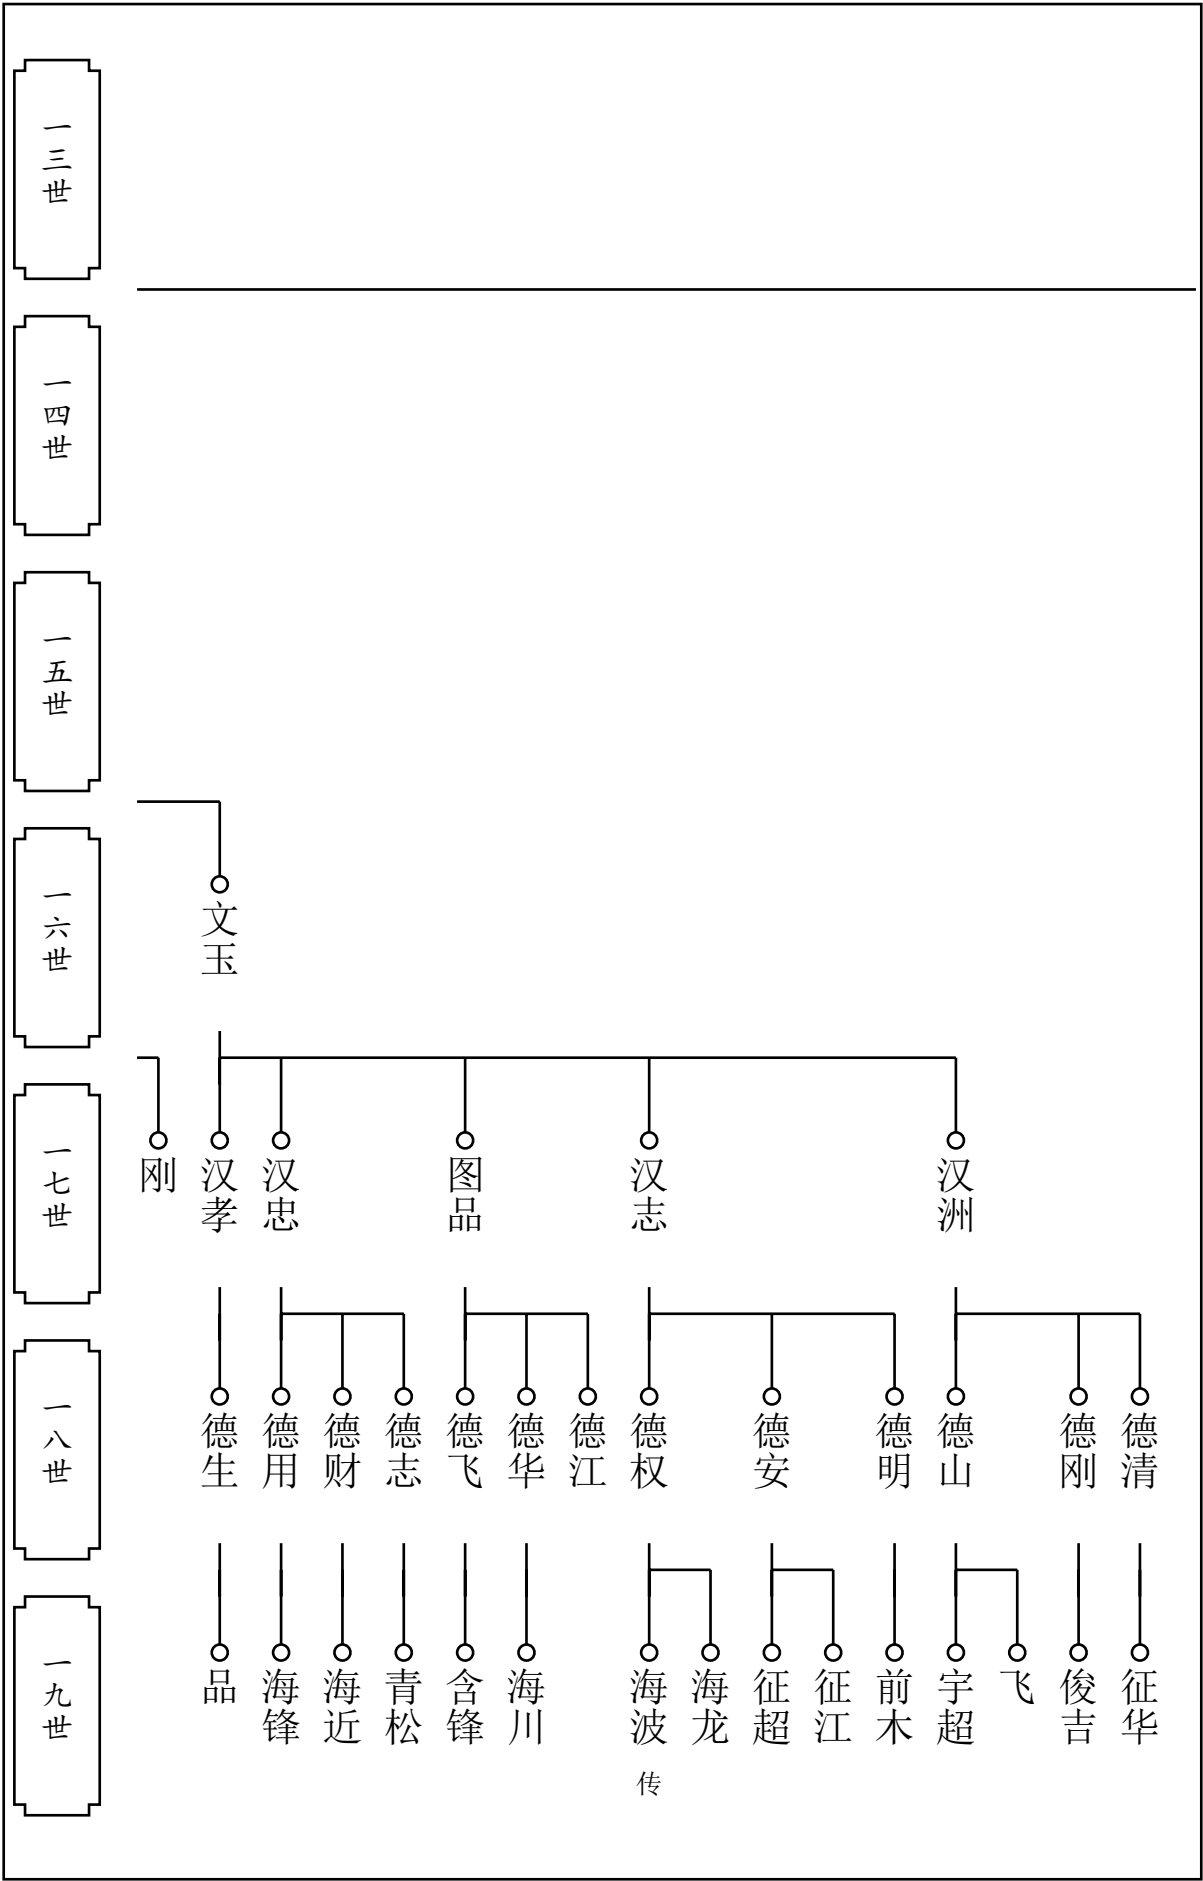 一三世
一四世
一五世
一六世
文玉
一七世
刚
汉孝
汉忠
图品
汉志
汉洲
一八世
德生
德用
德财
德志
德飞
德华
德江
德权
德安
德明
德山
德刚
德清
一九世
品
海锋
海近
青松
含锋
海川
海波
传
海龙
征超
征江
前木
宇超
飞
俊吉
征华